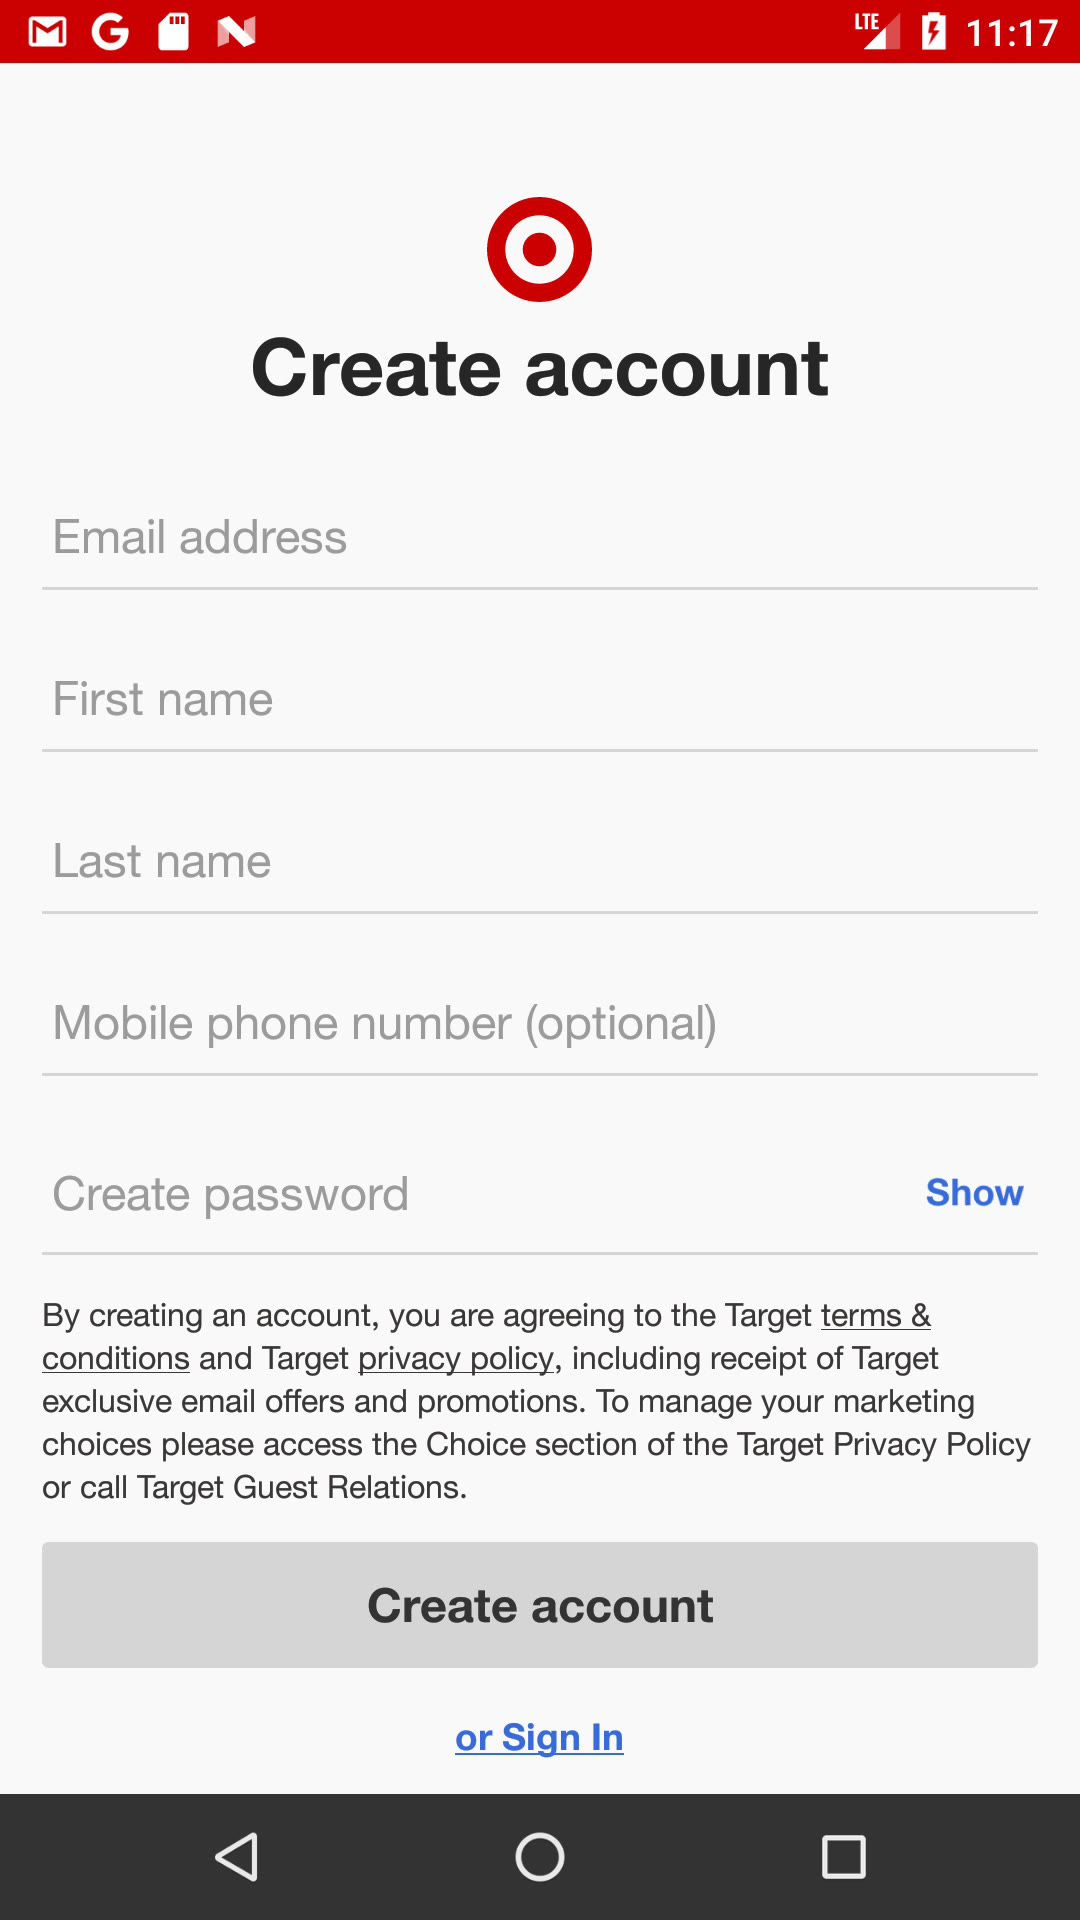 LTE 11:17
Create account
Email address
First name
Last name
Mobile phone number (optional)
Create password Show
By creating an account, you are agreeing to the Target terms &
conditions and Target privacy policy, including receipt of Target
exclusive email offers and promotions. To manage your marketing
choices please access the Choice section of the Target Privacy Policy
or call Target Guest Relations.
Create account
or Sign In